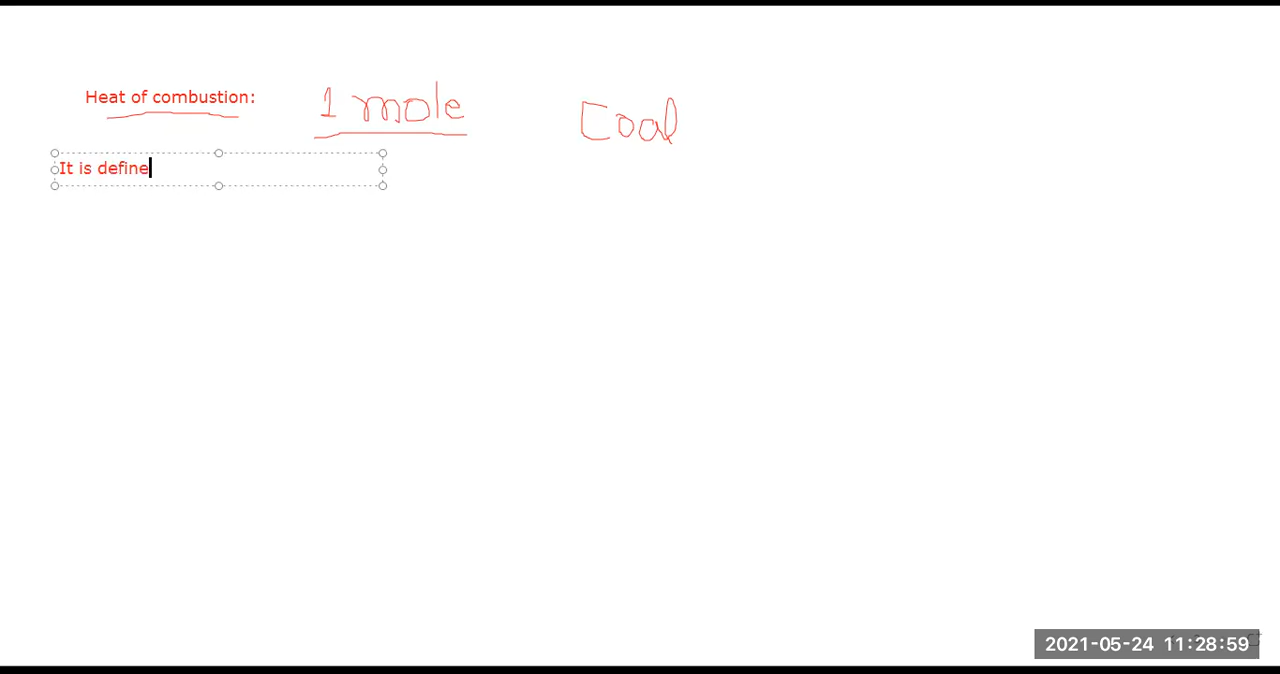 Heat of combustion: 1 mole Coal
It is define
2021-05-24 11:28:59